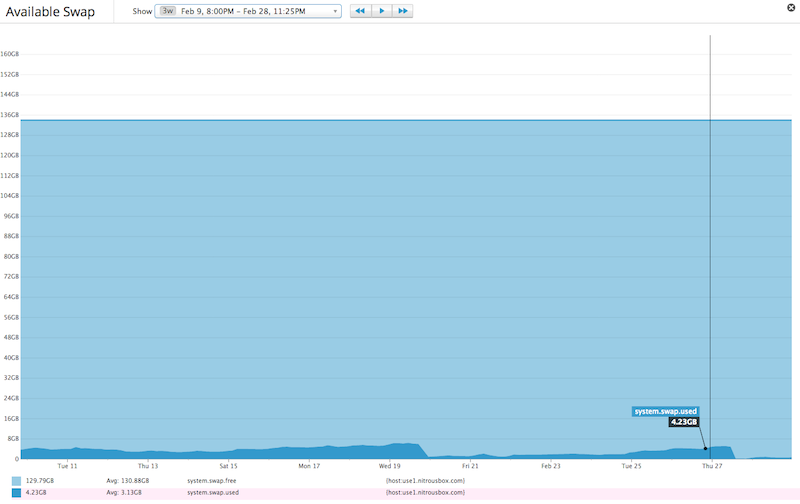 Available Swap Show 3w Feb 9, 8:00PM - Feb 28, 11:25PM
160GB
152GB
144GB
136GB
128GB
120GB
112GB
104GB
96GB
88GB
80GB
72GB
64GB
56GB
48GB
40GB
32GB
24GB
16GB
8GB
0
system.swap.used
4.23GB
Tue 11 Thu 13 Sat 15 Mon 17 Wed 19 Fri 21 Feb 23 Tue 25 Thu 27
129.79GB Avg: 130.88GB system.swap.free (host:use1.nitrousbox.com)
4.23GB Avg: 3.13GB system.swap.used (host:use1.nitrousbox.com)